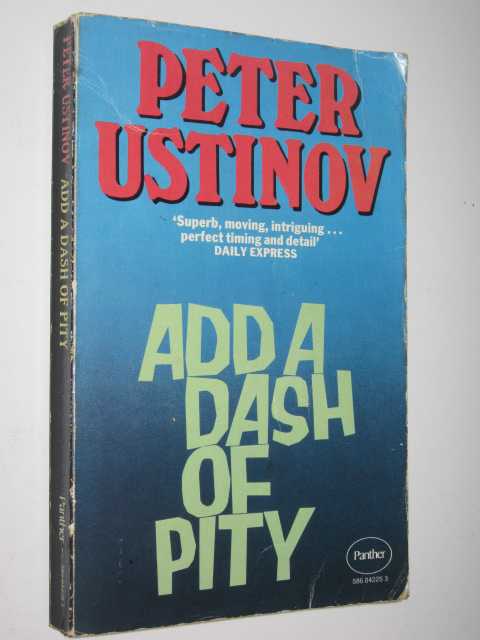 PETER
USTINOV
‘Superb, moving, intriguing ...
perfect timing and detail’
DAILY EXPRESS
ADD A
DASH
OF
PITY
Panther
586 04225 3
PETER USTINOV ADD A DASH OF PITY Panther